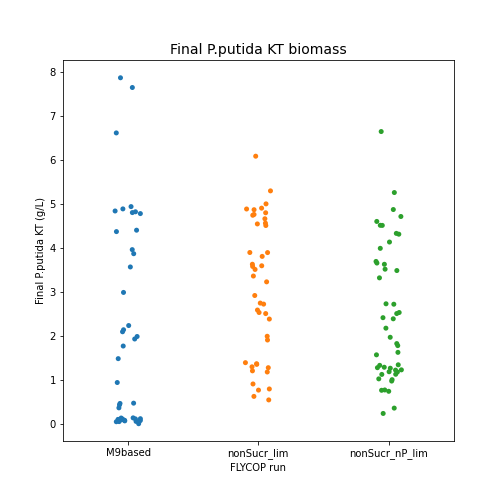 Final P.putida KT biomass
Final P.putida KT (g/L)
8
7
6
5
4
3
2
1
0
M9based
nonSucr_lim
nonSucr_nP_lim
FLYCOP run